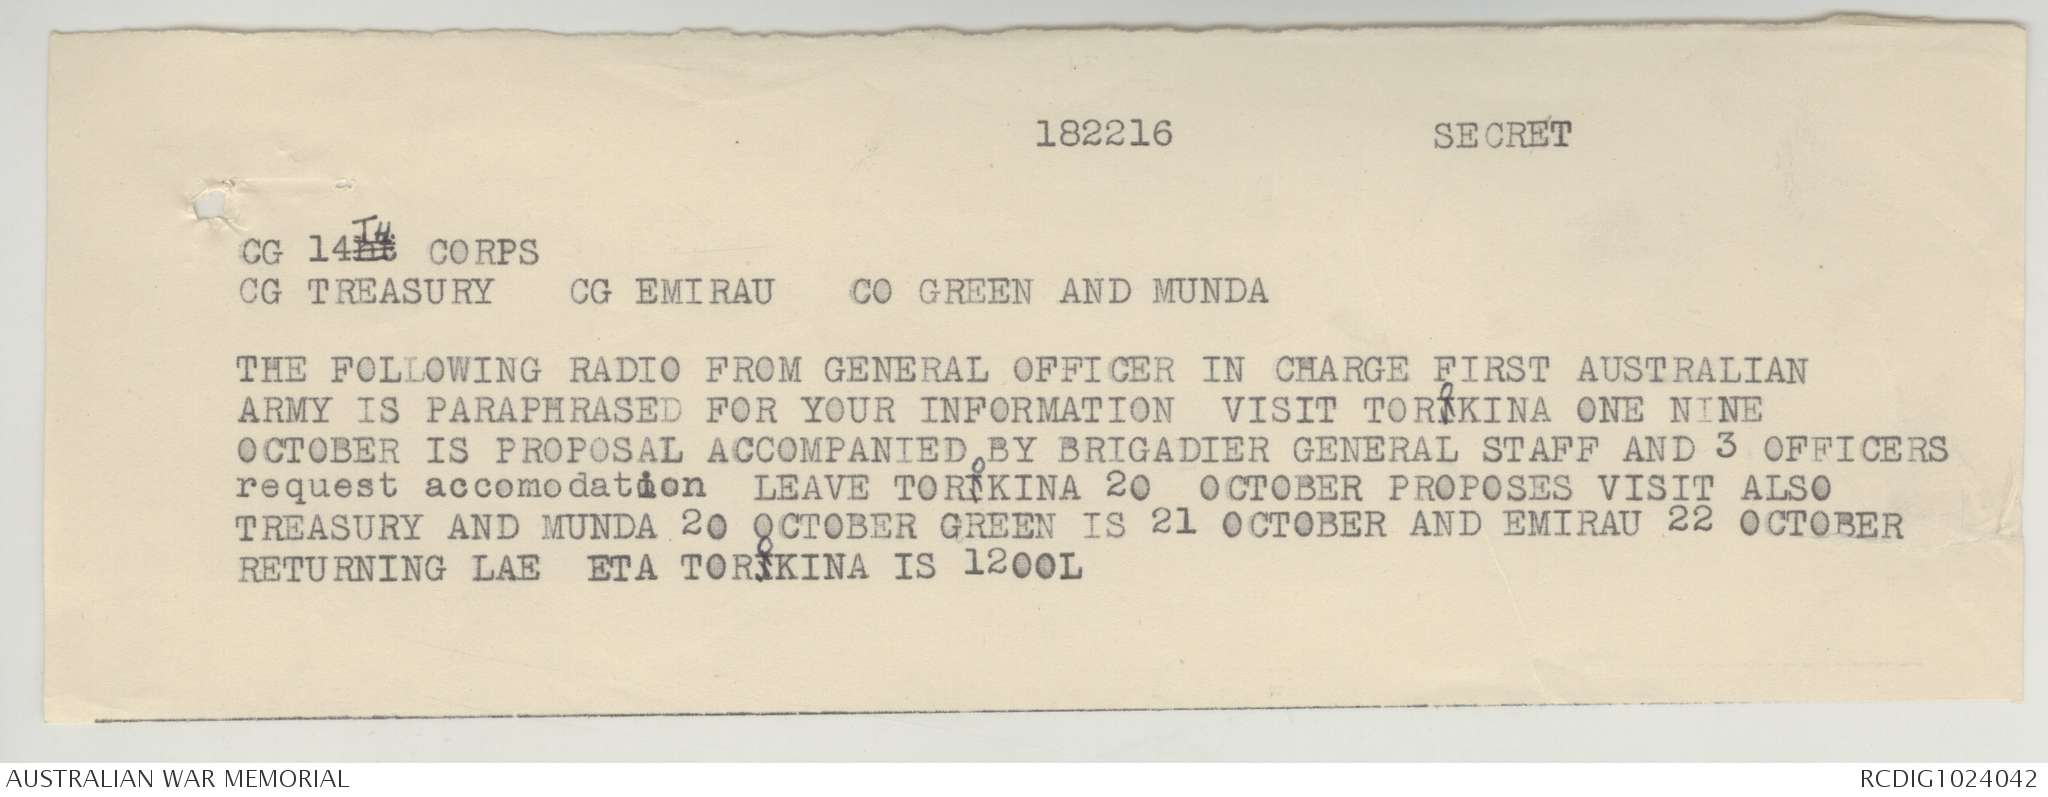 182216 SECRET
CG 14TH. CORPS
CG TREASURY CG EMIRAU CO GREEN AND MUNDA
THE FOLLOWING RADIO FROM GENERAL OFFICER IN CHARGE FIRST AUSTRALIAN
ARMY IS PARAPHRASED FOR YOUR INFORMATION VISIT TOROKINA ONE NINE
OCTOBER IS PROPOSAL ACCOMPANIED BY BRIGADIER GENERAL STAFF AND 3 OFFICERS
request accomodation LEAVE TOROKINA 20 OCTOBER PROPOSES VISIT ALSO
TREASURY AND MUNDA 20 OCTOBER GREEN IS 21 OCTOBER AND EMIRAU 22 OCTOBER
RETURNING LAE ETA TOROKINA IS 1200L
AUSTRALIAN WAR MEMORIAL RCDIG1024042